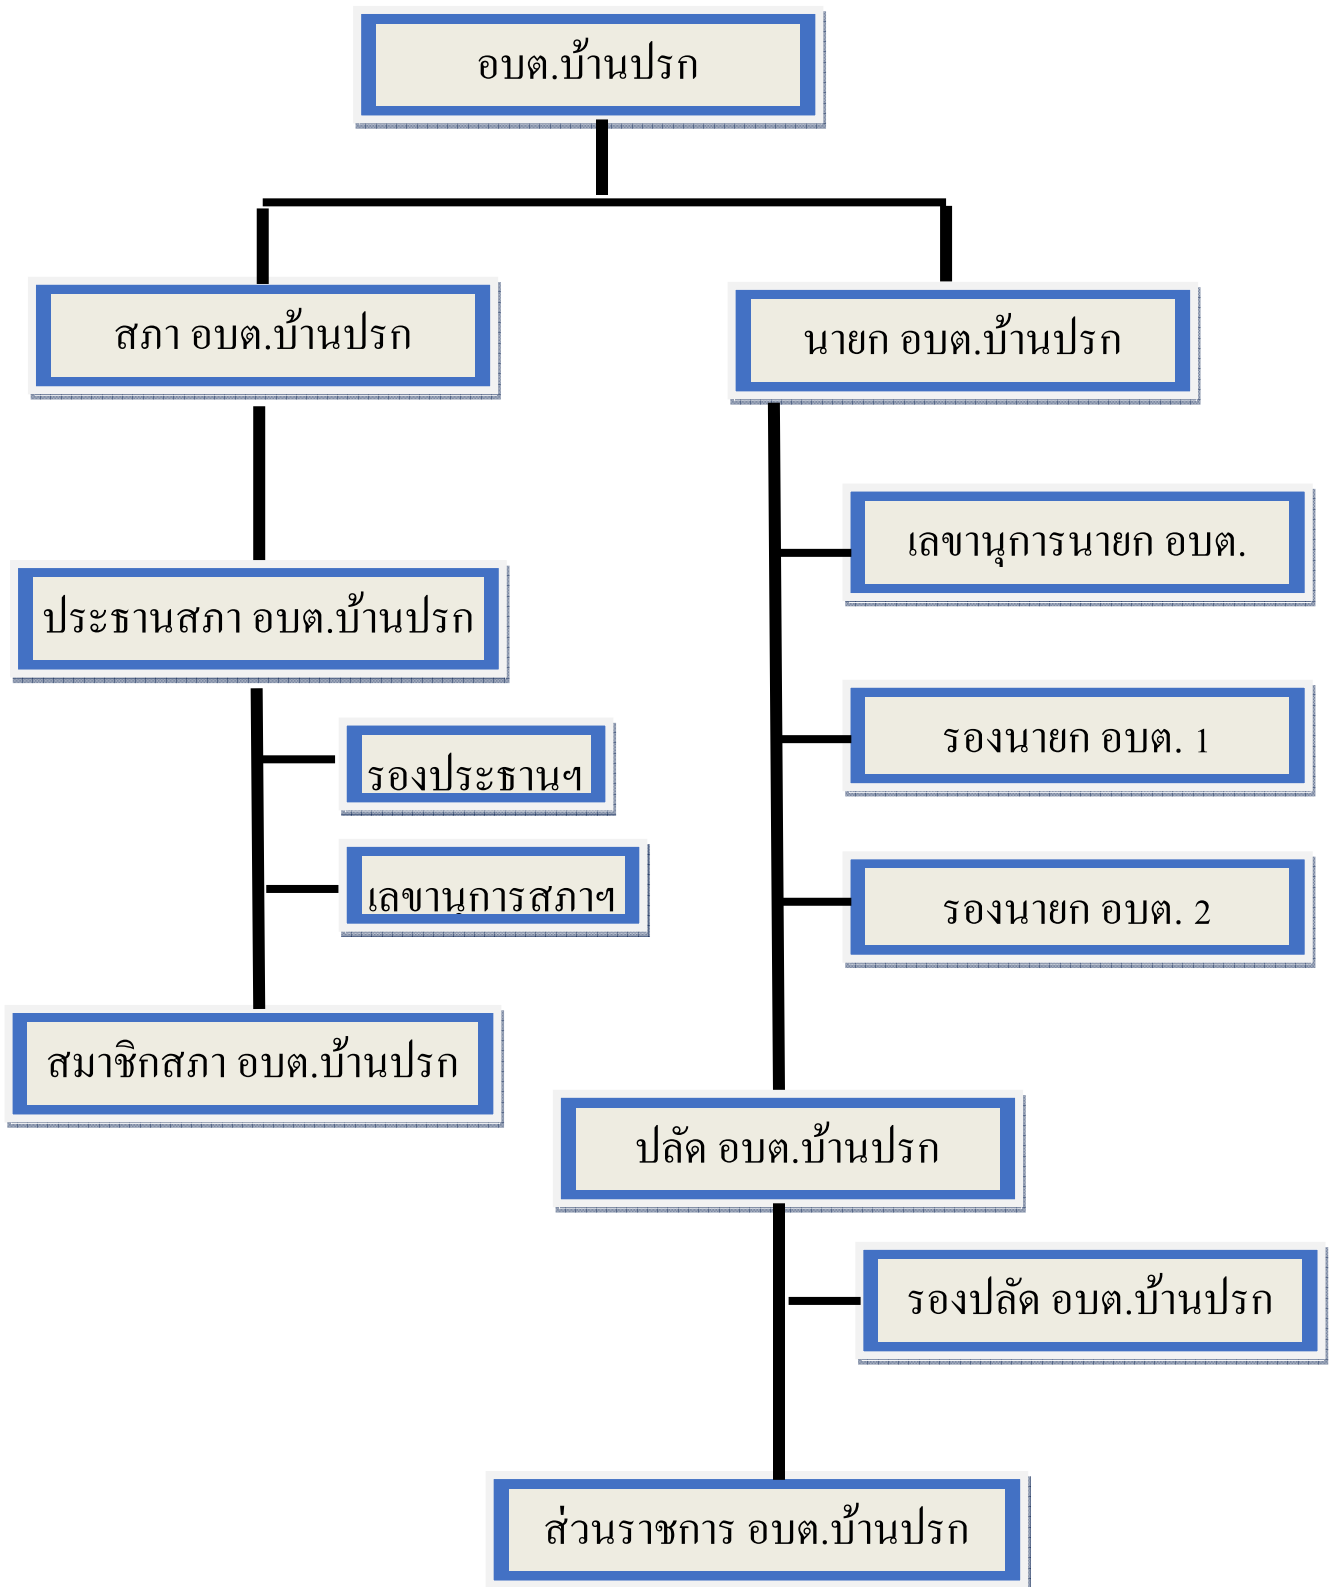 อบต.บ้านปรก
สภา อบต.บ้านปรก
นายก อบต.บ้านปรก
เลขานุการนายก อบต.
ประธานสภา อบต.บ้านปรก
รองนายก อบต. 1
รองประธานฯ
เลขานุการสภาฯ
รองนายก อบต. 2
สมาชิกสภา อบต.บ้านปรก
ปลัด อบต.บ้านปรก
รองปลัด อบต.บ้านปรก
ส่วนราชการ อบต.บ้านปรก